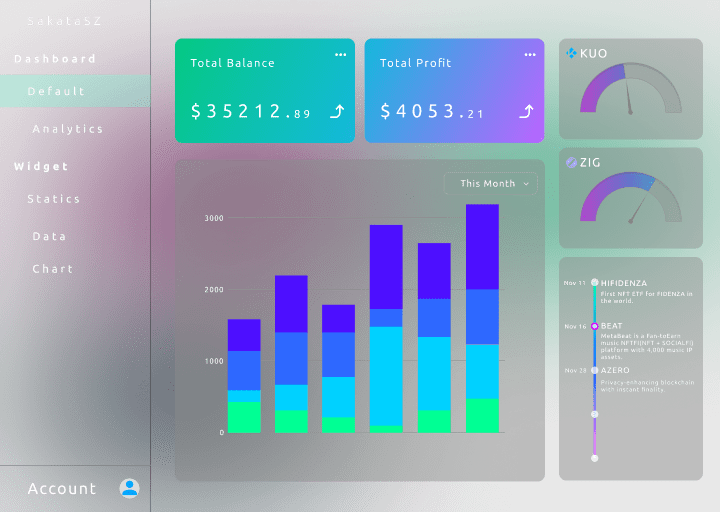 SakataSZ
Dashboard
Default
Analytics
Widget
Statics
Data
Chart
Account
Total Balance
$35212.89
Total Profit
$4053.21
This Month
3000
2000
1000
0
KUO
ZIG
Nov 11
HIFIDENZA
First NFT ETF for FIDENZA in
the world.
Nov 16
BEAT
MetaBeat is a Fan-toEarn
music NFTFi(NFT + SOCIALFI)
platform with 4,000 music IP
assets.
Nov 28
AZERO
Privacy-enhancing blockchain
with instant finality.